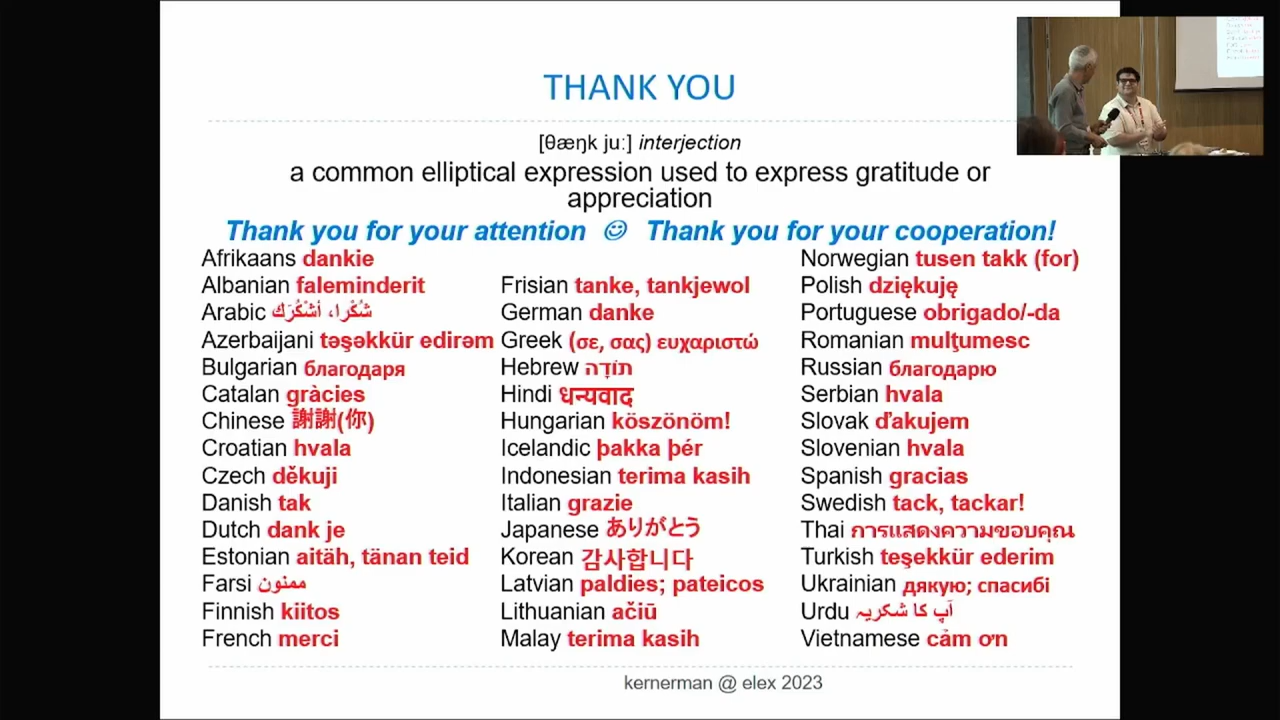 THANK YOU
[θæŋk juː] interjection
a common elliptical expression used to express gratitude or
appreciation
Thank you for your attention ☺ Thank you for your cooperation!
Afrikaans dankie
Albanian faleminderit
Arabic شُكْرا، أشْكُرَك
Azerbaijani təşəkkür edirəm
Bulgarian благодаря
Catalan gràcies
Chinese 謝謝(你)
Croatian hvala
Czech děkuji
Danish tak
Dutch dank je
Estonian aitäh, tänan teid
Farsi ممنون
Finnish kiitos
French merci
Frisian tanke, tankjewol
German danke
Greek (σε, σας) ευχαριστώ
Hebrew תּוֹדָה
Hindi धन्यवाद
Hungarian köszönöm!
Icelandic þakka þér
Indonesian terima kasih
Italian grazie
Japanese ありがとう
Korean 감사합니다
Latvian paldies; pateicos
Lithuanian ačiū
Malay terima kasih
Norwegian tusen takk (for)
Polish dziękuję
Portuguese obrigado/-da
Romanian mulţumesc
Russian благодарю
Serbian hvala
Slovak ďakujem
Slovenian hvala
Spanish gracias
Swedish tack, tackar!
Thai การแสดงความขอบคุณ
Turkish teşekkür ederim
Ukrainian дякую; спасибі
Urdu آپ کا شکریہ
Vietnamese cảm ơn
kernerman @ elex 2023